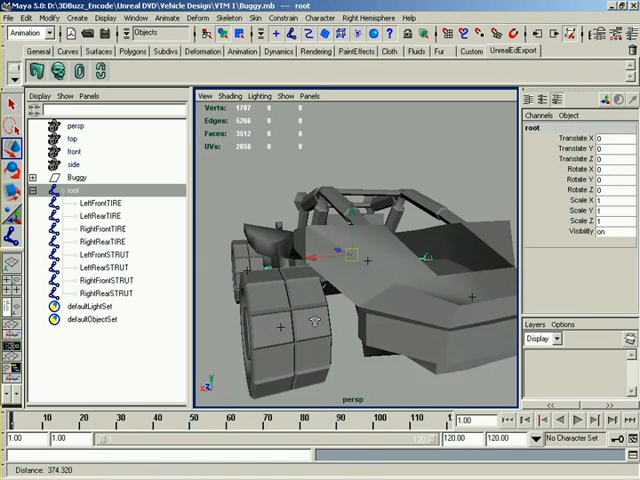 Maya 5.0: D:\3DBuzz_Encode\Unreal DVD\Vehicle Design\VTM 1\Buggy.mb --- root
File Edit Modify Create Display Window Animate Deform Skeleton Skin Constrain Character Right Hemisphere Help
Animation Objects
General Curves Surfaces Polygons Subdivs Deformation Animation Dynamics Rendering PaintEffects Cloth Fluids Fur Custom UnrealEdExport
Display Show Panels
persp
top
front
side
Buggy
root
LeftFrontTIRE
LeftRearTIRE
RightFrontTIRE
RightRearTIRE
LeftFrontSTRUT
LeftRearSTRUT
RightFrontSTRUT
RightRearSTRUT
defaultLightSet
defaultObjectSet
View Shading Lighting Show Panels
Verts: 1787 0 0
Edges: 5266 0 0
Faces: 3512 0 0
UVs: 2058 0 0
y
x z
persp
Channels Object
root
Translate X 0
Translate Y 0
Translate Z 0
Rotate X 0
Rotate Y 0
Rotate Z 0
Scale X 1
Scale Y 1
Scale Z 1
Visibility on
Layers Options
Display
10 20 30 40 50 60 70 80 90 100 110 1.00
1.00 1.00 120 120.00 120.00 No Character Set
Distance: 374.320